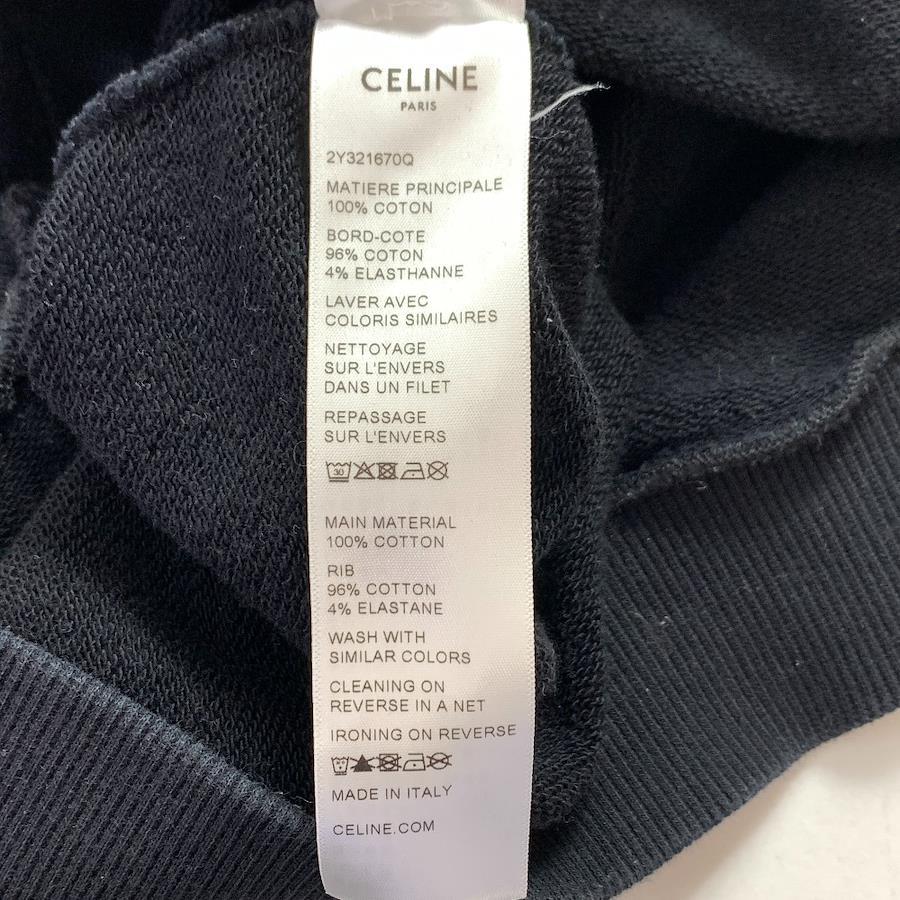 CELINE
PARIS
2Y321670Q
MATIERE PRINCIPALE
100% COTON
BORD-COTE
96% COTON
4% ELASTHANNE
LAVER AVEC
COLORIS SIMILAIRES
NETTOYAGE
SUR L'ENVERS
DANS UN FILET
REPASSAGE
SUR L'ENVERS
30
MAIN MATERIAL
100% COTTON
RIB
96% COTTON
4% ELASTANE
WASH WITH
SIMILAR COLORS
CLEANING ON
REVERSE IN A NET
IRONING ON REVERSE
MADE IN ITALY
CELINE.COM